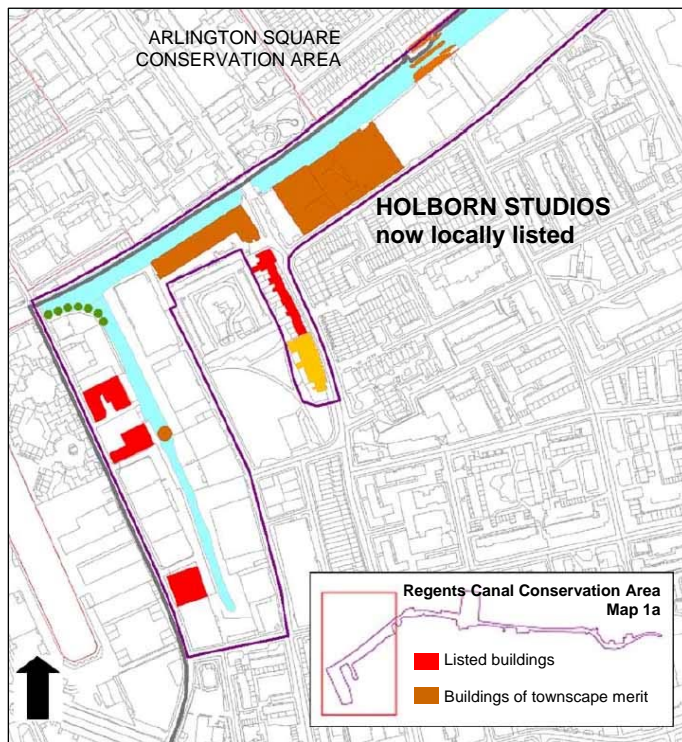 ARLINGTON SQUARE
CONSERVATION AREA
HOLBORN STUDIOS
now locally listed
Regents Canal Conservation Area
Map 1a
Listed buildings
Buildings of townscape merit